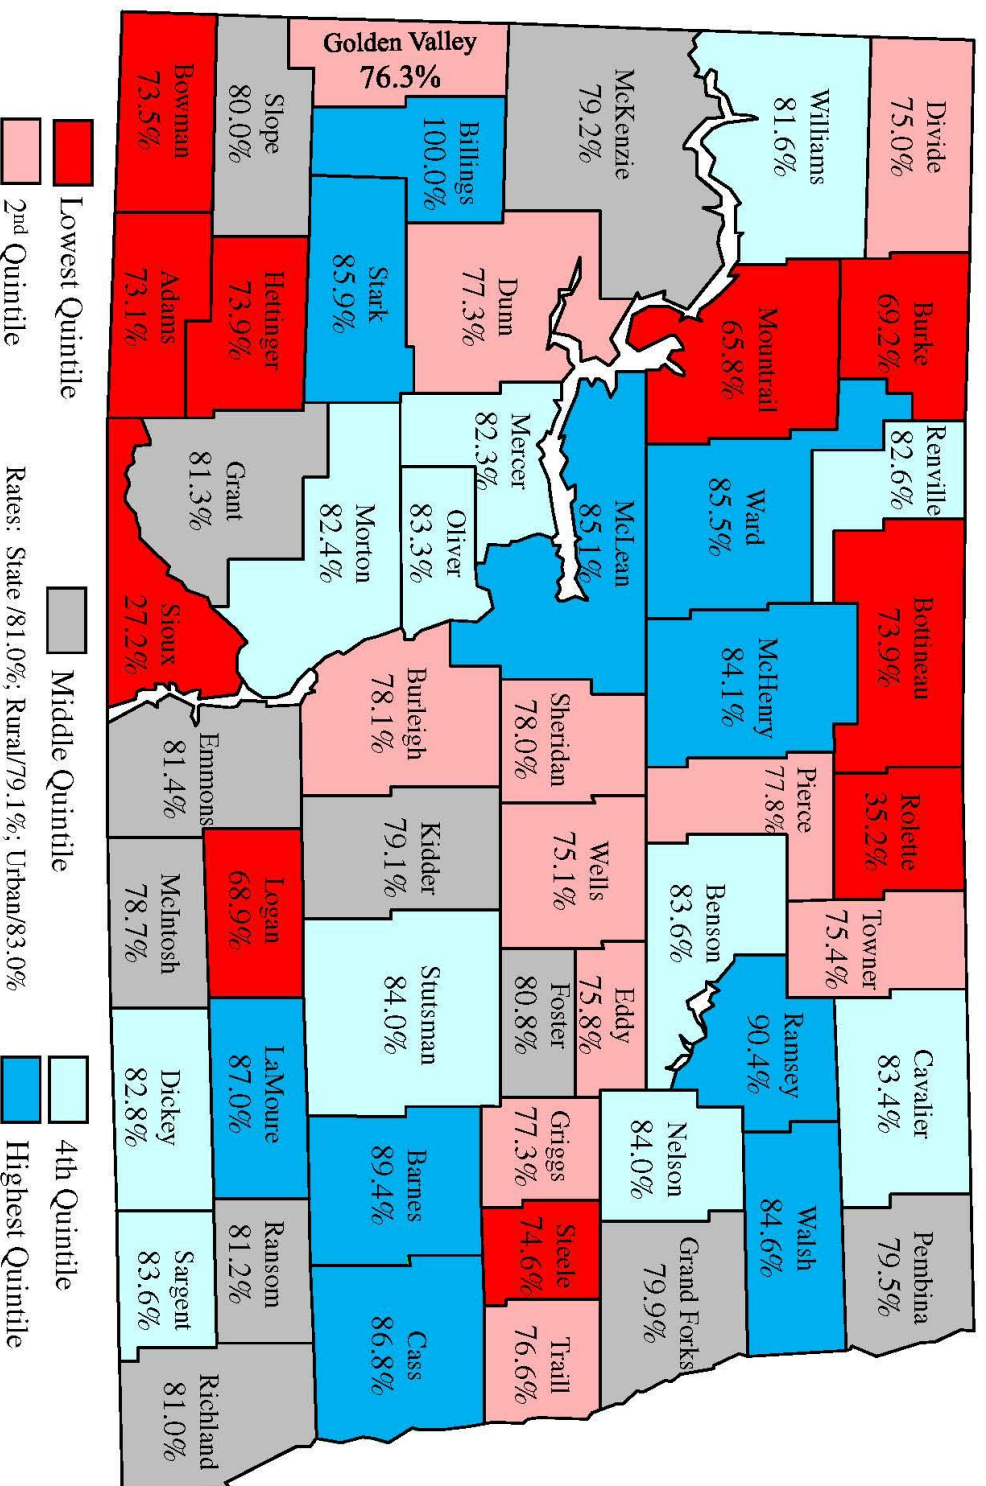 Divide
75.0%
Burke
69.2%
Renville
82.6%
Bottineau
73.9%
Rolette
35.2%
Towner
75.4%
Cavalier
83.4%
Pembina
79.5%
Williams
81.6%
Mountrail
65.8%
Ward
85.5%
McHenry
84.1%
Pierce
77.8%
Benson
83.6%
Ramsey
90.4%
Walsh
84.6%
Nelson
84.0%
Grand Forks
79.9%
McKenzie
79.2%
Dunn
77.3%
Mercer
82.3%
McLean
85.1%
Sheridan
78.0%
Wells
75.1%
Eddy
75.8%
Foster
80.8%
Griggs
77.3%
Steele
74.6%
Traill
76.6%
Golden Valley
76.3%
Billings
100.0%
Stark
85.9%
Oliver
83.3%
Morton
82.4%
Burleigh
78.1%
Kidder
79.1%
Stutsman
84.0%
Barnes
89.4%
Cass
86.8%
Slope
80.0%
Hettinger
73.9%
Grant
81.3%
Emmons
81.4%
Logan
68.9%
LaMoure
87.0%
Ransom
81.2%
Richland
81.0%
Bowman
73.5%
Adams
73.1%
Sioux
27.2%
McIntosh
78.7%
Dickey
82.8%
Sargent
83.6%
Lowest Quintile
2nd Quintile
Middle Quintile
Rates: State /81.0%; Rural/79.1%; Urban/83.0%
4th Quintile
Highest Quintile